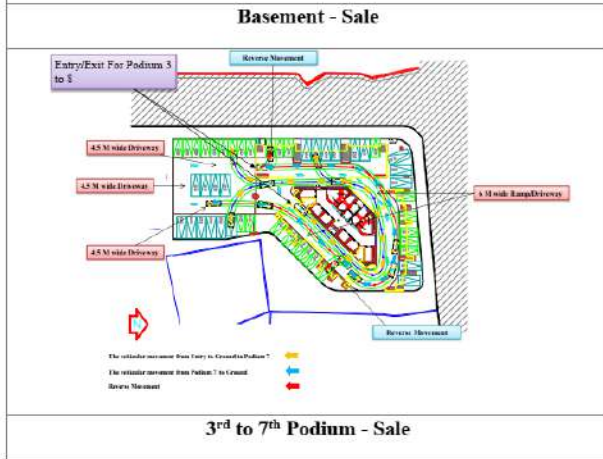 Basement - Sale
Reverse Movement
Entry/Exit For Podium 3
to 8
4.5 M wide Driveway
4.5 M wide Driveway
6 M wide Ramp/Driveway
4.5 M wide Driveway
Reverse Movement
The vehicular movement from Entry to Ground to Podium 7
The vehicular movement from Podium 7 to Ground
Reverse Movement
3rd to 7th Podium - Sale